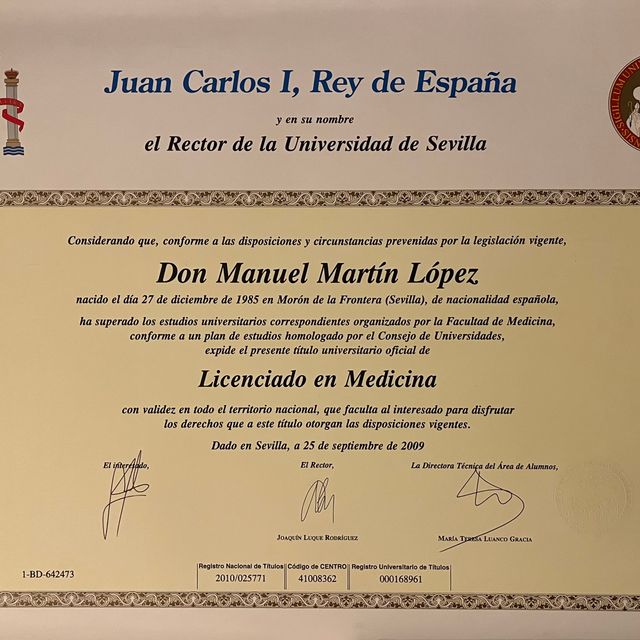 Juan Carlos I, Rey de España
y en su nombre
el Rector de la Universidad de Sevilla
Considerando que, conforme a las disposiciones y circunstancias prevenidas por la legislación vigente,
Don Manuel Martín López
nacido el día 27 de diciembre de 1985 en Morón de la Frontera (Sevilla), de nacionalidad española,
ha superado los estudios universitarios correspondientes organizados por la Facultad de Medicina,
conforme a un plan de estudios homologado por el Consejo de Universidades,
expide el presente título universitario oficial de
Licenciado en Medicina
con validez en todo el territorio nacional, que faculta al interesado para disfrutar
los derechos que a este título otorgan las disposiciones vigentes.
Dado en Sevilla, a 25 de septiembre de 2009
El interesado, El Rector, La Directora Técnica del Área de Alumnos,
JOAQUÍN LUQUE RODRÍGUEZ MARÍA TERESA LUANCO GRACIA
Registro Nacional de Títulos Código de CENTRO Registro Universitario de Títulos
1-BD-642473 2010/025771 41008362 000168961